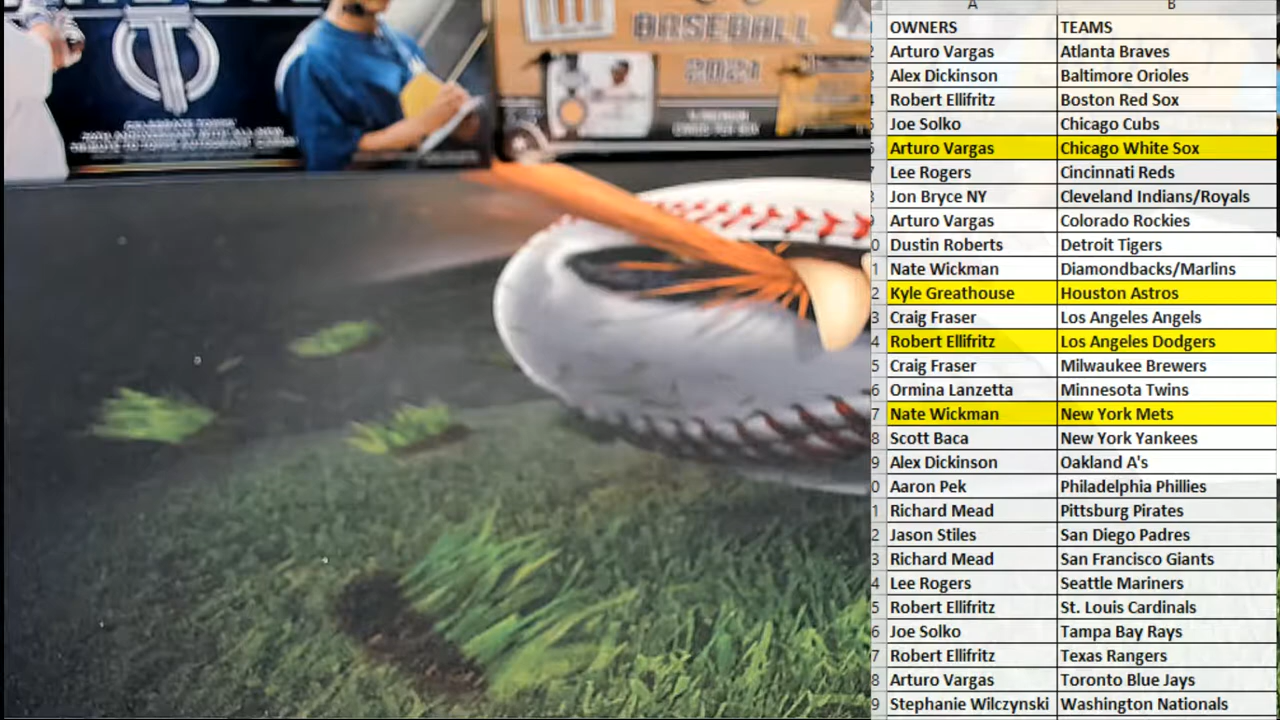 BASEBALL
2021
A B
OWNERS TEAMS
Arturo Vargas Atlanta Braves
Alex Dickinson Baltimore Orioles
Robert Ellifritz Boston Red Sox
Joe Solko Chicago Cubs
Arturo Vargas Chicago White Sox
Lee Rogers Cincinnati Reds
Jon Bryce NY Cleveland Indians/Royals
Arturo Vargas Colorado Rockies
Dustin Roberts Detroit Tigers
Nate Wickman Diamondbacks/Marlins
Kyle Greathouse Houston Astros
Craig Fraser Los Angeles Angels
Robert Ellifritz Los Angeles Dodgers
Craig Fraser Milwaukee Brewers
Ormina Lanzetta Minnesota Twins
Nate Wickman New York Mets
Scott Baca New York Yankees
Alex Dickinson Oakland A's
Aaron Pek Philadelphia Phillies
Richard Mead Pittsburg Pirates
Jason Stiles San Diego Padres
Richard Mead San Francisco Giants
Lee Rogers Seattle Mariners
Robert Ellifritz St. Louis Cardinals
Joe Solko Tampa Bay Rays
Robert Ellifritz Texas Rangers
Arturo Vargas Toronto Blue Jays
Stephanie Wilczynski Washington Nationals